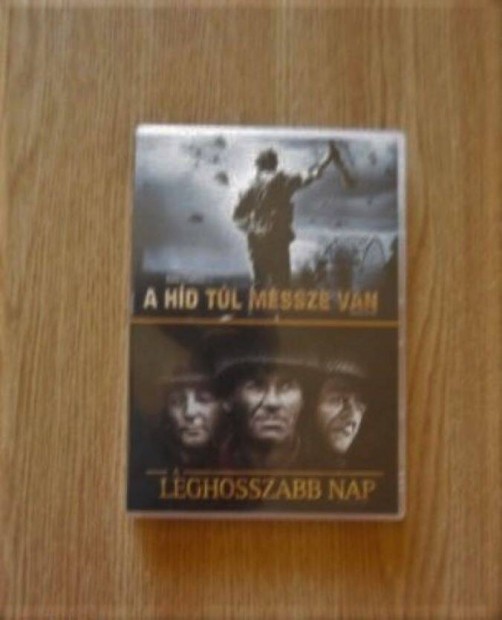 A HÍD TÚL MESSZE VAN
A
LEGHOSSZABB NAP